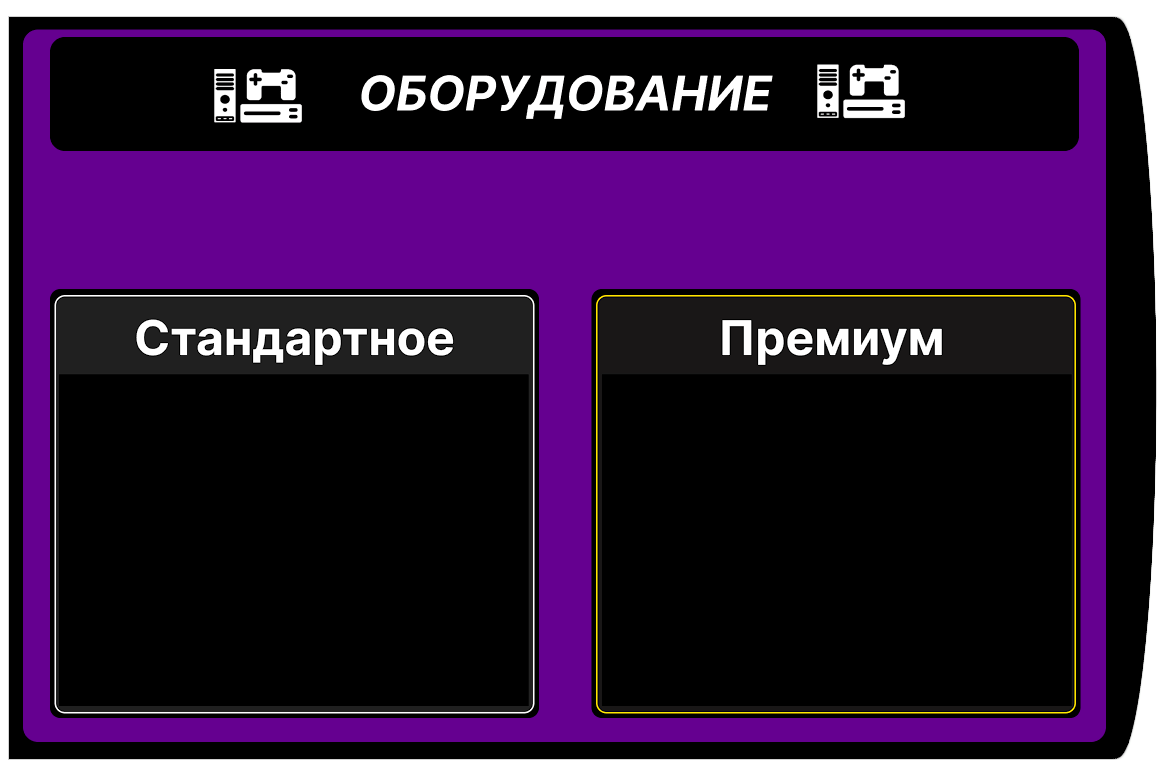 ОБОРУДОВАНИЕ
Стандартное
Премиум